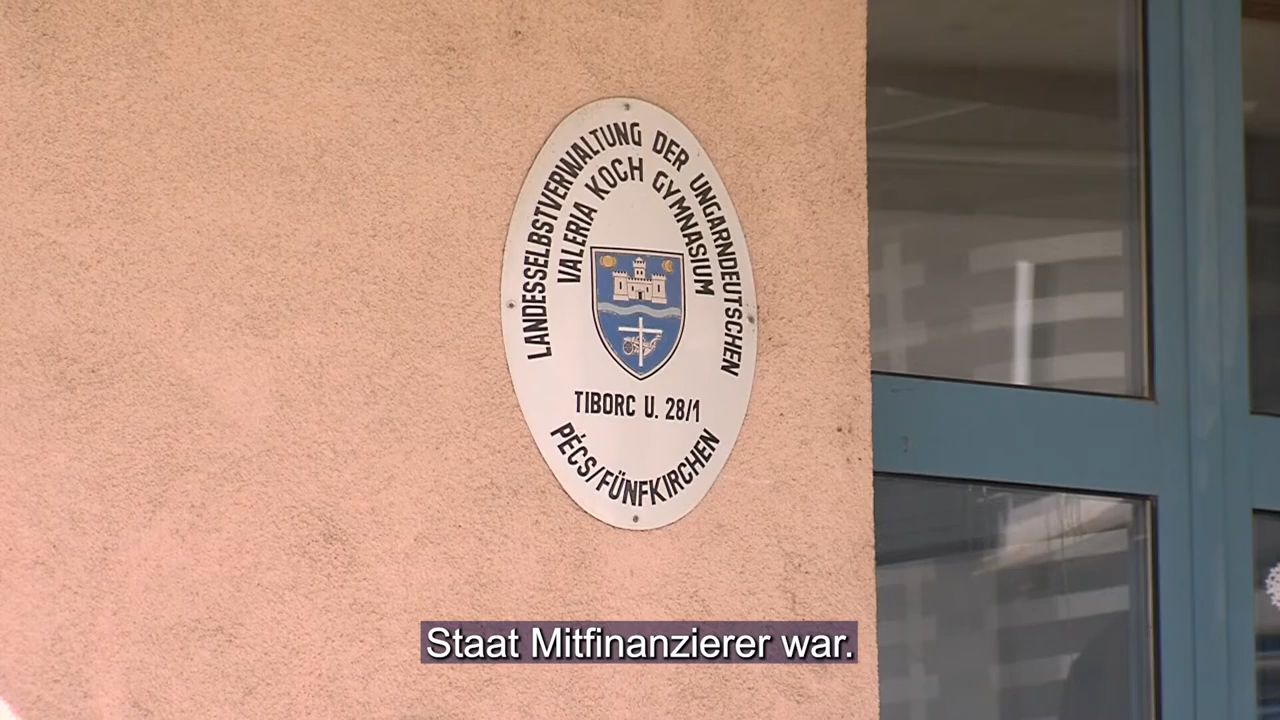 LANDESSELBSTVERWALTUNG DER UNGARNDEUTSCHEN
VALERIA KOCH GYMNASIUM
TIBORC U. 28/1
PÉCS/FÜNFKIRCHEN
Staat Mitfinanzierer war.